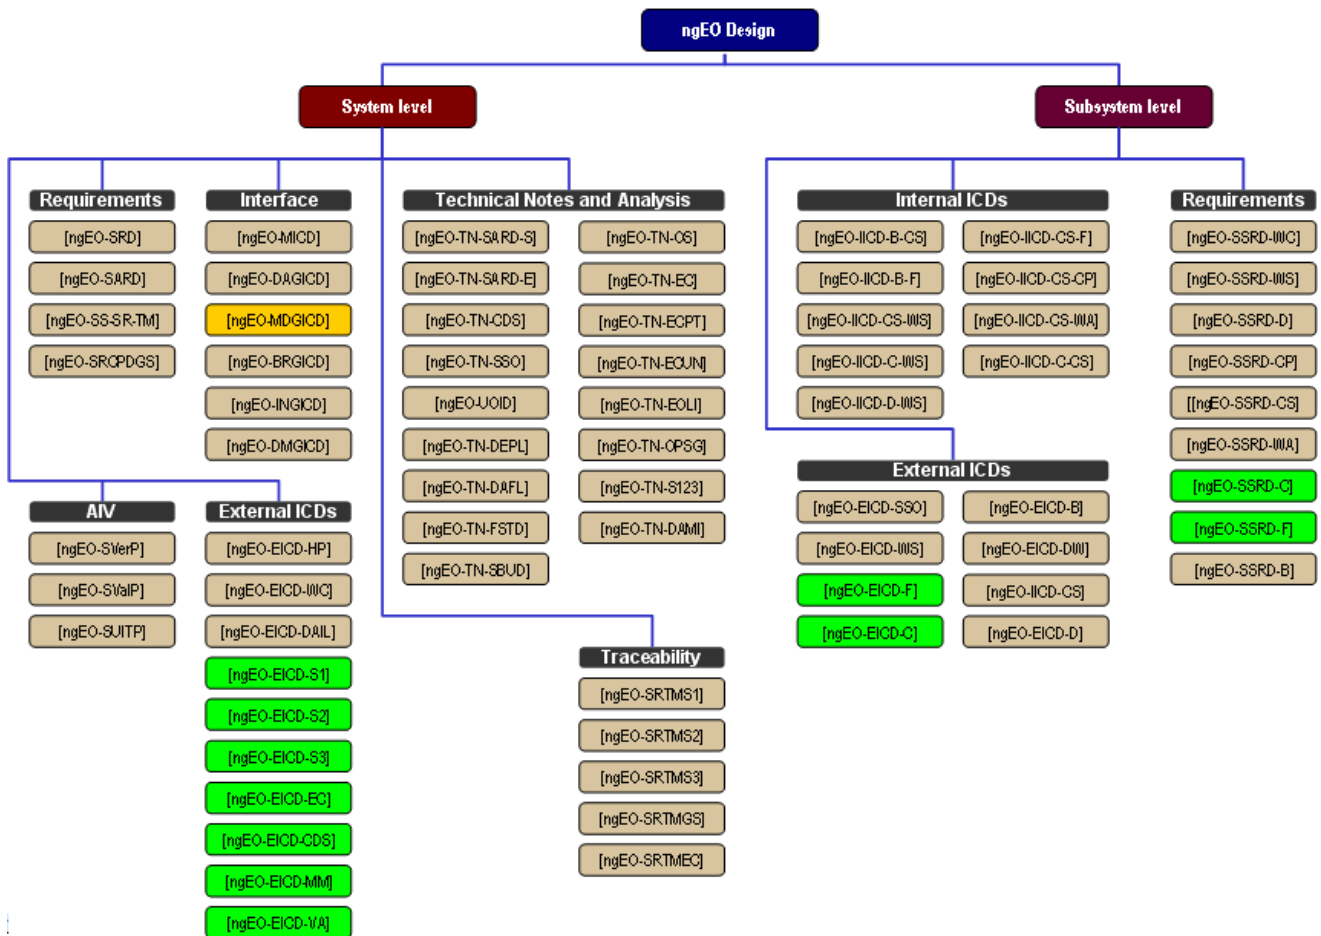 ngEO Design
System level
Subsystem level
Requirements
[ngEO-SRD]
[ngEO-SARD]
[ngEO-SS-SR-TM]
[ngEO-SRCPDGS]
Interface
[ngEO-MICD]
[ngEO-DAGICD]
[ngEO-MDGICD]
[ngEO-BRGICD]
[ngEO-INGICD]
[ngEO-DMGICD]
Technical Notes and Analysis
[ngEO-TN-SARD-S]
[ngEO-TN-SARD-E]
[ngEO-TN-CDS]
[ngEO-TN-SSO]
[ngEO-UOID]
[ngEO-TN-DEPL]
[ngEO-TN-DAFL]
[ngEO-TN-FSTD]
[ngEO-TN-SBUD]
[ngEO-TN-OS]
[ngEO-TN-EC]
[ngEO-TN-ECPT]
[ngEO-TN-ECUN]
[ngEO-TN-EOLI]
[ngEO-TN-OPSG]
[ngEO-TN-S123]
[ngEO-TN-DAMI]
AIV
[ngEO-SVerP]
[ngEO-SValP]
[ngEO-SUITP]
External ICDs
[ngEO-EICD-HP]
[ngEO-EICD-WC]
[ngEO-EICD-DAIL]
[ngEO-EICD-S1]
[ngEO-EICD-S2]
[ngEO-EICD-S3]
[ngEO-EICD-EC]
[ngEO-EICD-CDS]
[ngEO-EICD-MM]
[ngEO-EICD-VA]
Traceability
[ngEO-SRTMS1]
[ngEO-SRTMS2]
[ngEO-SRTMS3]
[ngEO-SRTMGS]
[ngEO-SRTMEC]
Internal ICDs
[ngEO-IICD-B-CS]
[ngEO-IICD-B-F]
[ngEO-IICD-CS-WS]
[ngEO-IICD-C-WS]
[ngEO-IICD-D-WS]
[ngEO-IICD-CS-F]
[ngEO-IICD-CS-CP]
[ngEO-IICD-CS-WA]
[ngEO-IICD-C-CS]
External ICDs
[ngEO-EICD-SSO]
[ngEO-EICD-WS]
[ngEO-EICD-F]
[ngEO-EICD-C]
[ngEO-EICD-B]
[ngEO-EICD-DW]
[ngEO-IICD-CS]
[ngEO-EICD-D]
Requirements
[ngEO-SSRD-WC]
[ngEO-SSRD-WS]
[ngEO-SSRD-D]
[ngEO-SSRD-CP]
[[ngEO-SSRD-CS]
[ngEO-SSRD-WA]
[ngEO-SSRD-C]
[ngEO-SSRD-F]
[ngEO-SSRD-B]